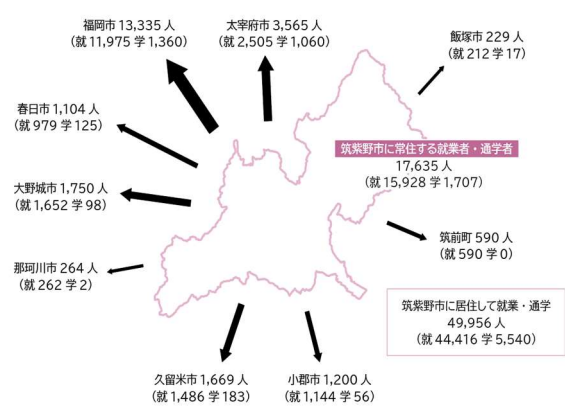 福岡市 13,335 人
(就 11,975 学 1,360)
太宰府市 3,565 人
(就 2,505 学 1,060)
飯塚市 229 人
(就 212 学 17)
春日市 1,104 人
(就 979 学 125)
筑紫野市に常住する就業者・通学者
17,635 人
(就 15,928 学 1,707)
大野城市 1,750 人
(就 1,652 学 98)
筑前町 590 人
(就 590 学 0)
那珂川市 264 人
(就 262 学 2)
筑紫野市に居住して就業・通学
49,956 人
(就 44,416 学 5,540)
久留米市 1,669 人
(就 1,486 学 183)
小郡市 1,200 人
(就 1,144 学 56)